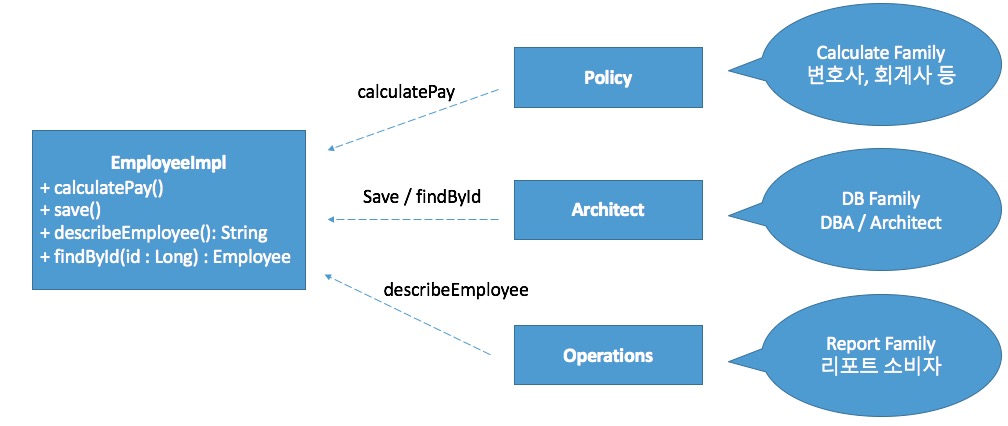 EmployeeImpl
+ calculatePay()
+ save()
+ describeEmployee(): String
+ findById(id : Long) : Employee
calculatePay
Save / findById
describeEmployee
Policy
Architect
Operations
Calculate Family
변호사, 회계사 등
DB Family
DBA / Architect
Report Family
리포트 소비자